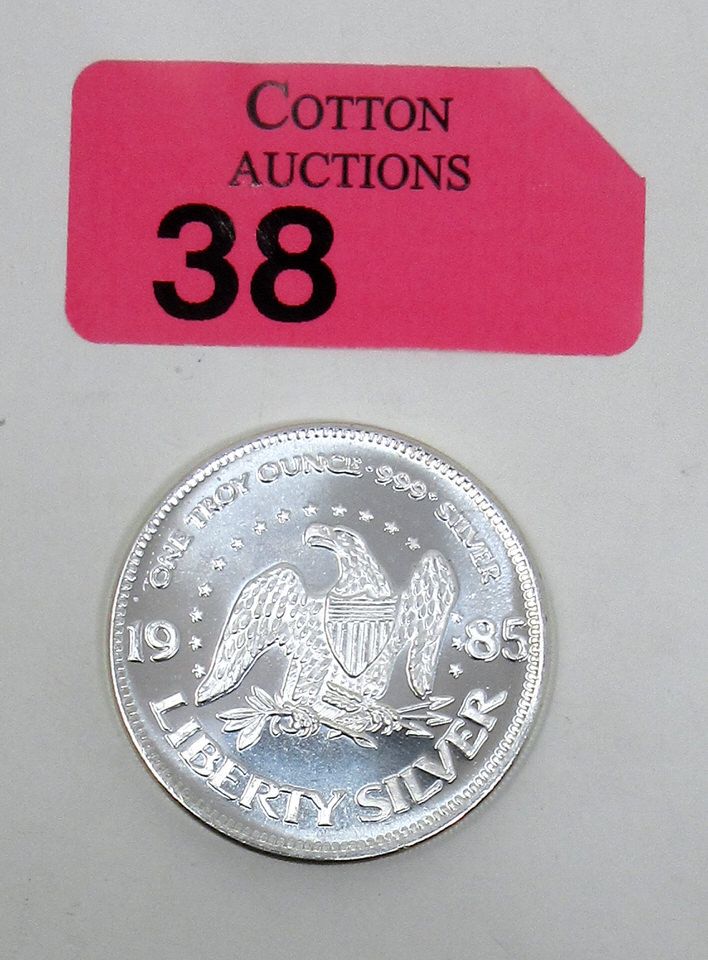 COTTON
AUCTIONS
38
ONE TROY OUNCE · 999 · SILVER
19 85
LIBERTY SILVER